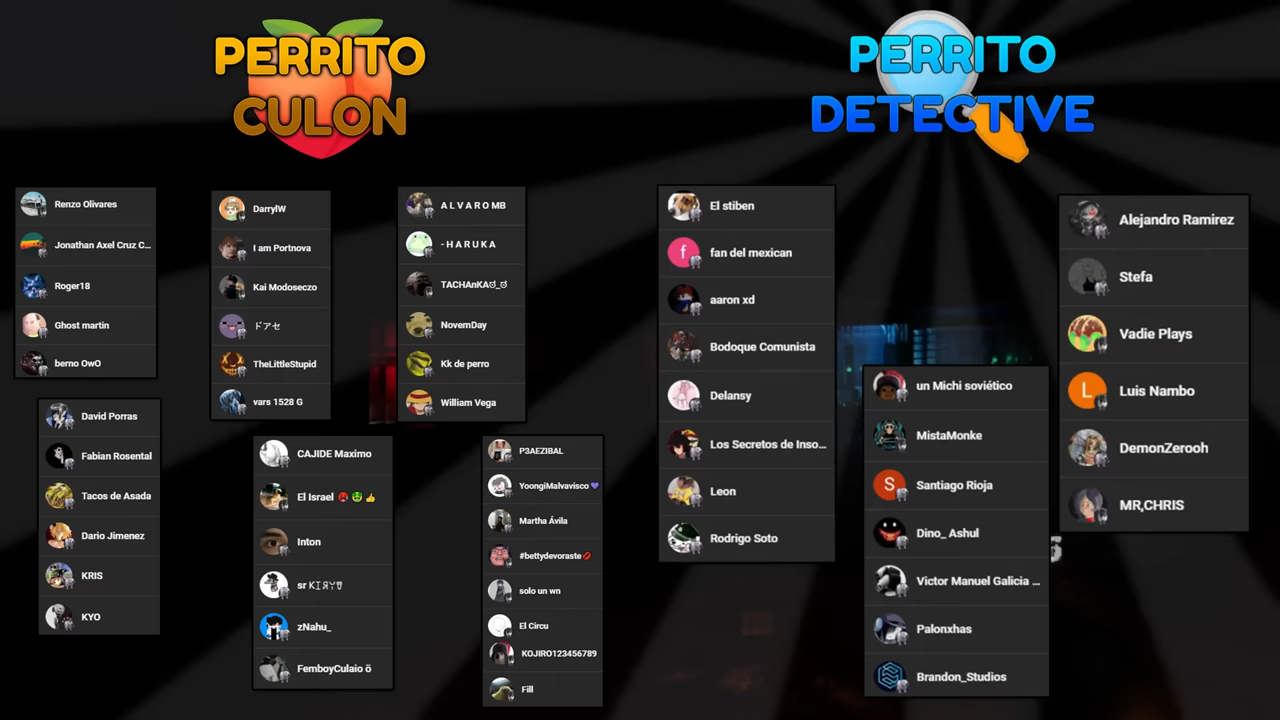 PERRITO
CULON
Renzo Olivares
Jonathan Axel Cruz C...
Roger18
Ghost martin
berno OwO
DarrylW
I am Portnova
Kai Modoseczo
ドアセ
TheLittleStupid
vars 1528 G
A L V A R O MB
- H A R U K A
TACHAnKAಠ_ಠ
NovemDay
Kk de perro
William Vega
David Porras
Fabian Rosental
Tacos de Asada
Dario Jimenez
KRIS
KYO
CAJIDE Maximo
El Israel
Inton
sr
zNahu_
FemboyCulaio ö
P3AEZIBAL
YoongiMalvavisco 💜
Martha Ávila
#bettydevoraste💋
solo un wn
El Circu
KOJIRO123456789
Fill
PERRITO
DETECTIVE
El stiben
f
fan del mexican
aaron xd
Bodoque Comunista
Delansy
Los Secretos de Inso...
Leon
Rodrigo Soto
un Michi soviético
MistaMonke
S
Santiago Rioja
Dino_ Ashul
Victor Manuel Galicia ...
Palonxhas
Brandon_Studios
Alejandro Ramirez
Stefa
Vadie Plays
L
Luis Nambo
DemonZerooh
MR,CHRIS